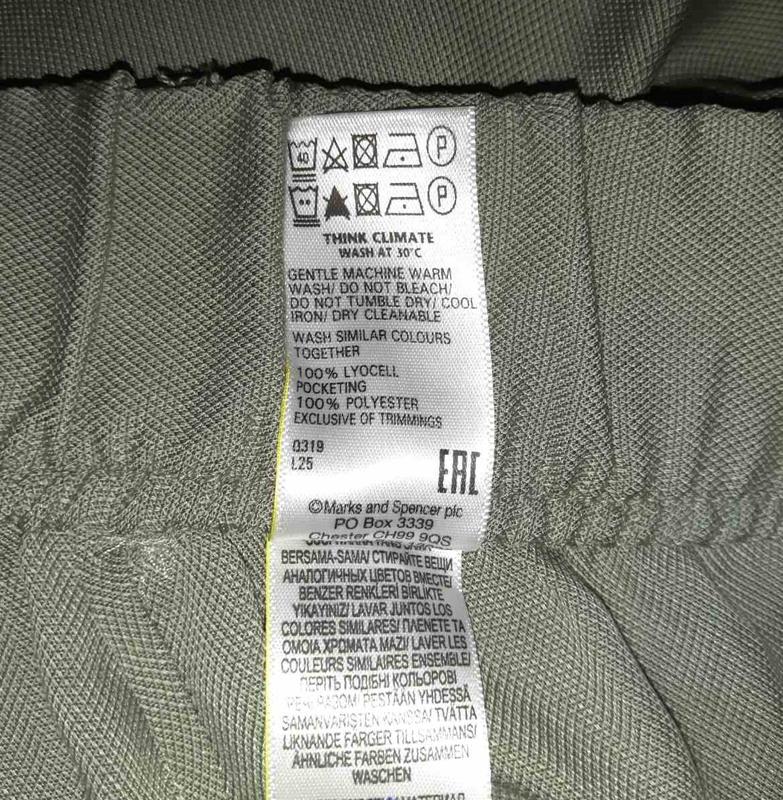 40
P
P
THINK CLIMATE
WASH AT 30°C
GENTLE MACHINE WARM
WASH/ DO NOT BLEACH/
DO NOT TUMBLE DRY/ COOL
IRON/ DRY CLEANABLE
WASH SIMILAR COLOURS
TOGETHER
100% LYOCELL
POCKETING
100% POLYESTER
EXCLUSIVE OF TRIMMINGS
0319
L25
EAC
©Marks and Spencer plc
PO Box 3339
Chester CH99 9QS
BERSAMA-SAMA/ СТИРАЙТЕ ВЕЩИ
АНАЛОГИЧНЫХ ЦВЕТОВ ВМЕСТЕ/
BENZER RENKLERİ BİRLİKTE
YIKAYINIZ/ LAVAR JUNTOS LOS
COLORES SIMILARES/ ΠΛΕΝΕΤΕ ΤΑ
ΟΜΟΙΑ ΧΡΩΜΑΤΑ ΜΑΖΙ/ LAVER LES
COULEURS SIMILAIRES ENSEMBLE/
ПЕРІТЬ ПОДІБНІ КОЛЬОРОВІ
PESTÄÄN YHDESSÄ
SAMANVÄRISTEN KANSSA/ TVÄTTA
LIKNANDE FÄRGER TILLSAMMANS/
ÄHNLICHE FARBEN ZUSAMMEN
WASCHEN